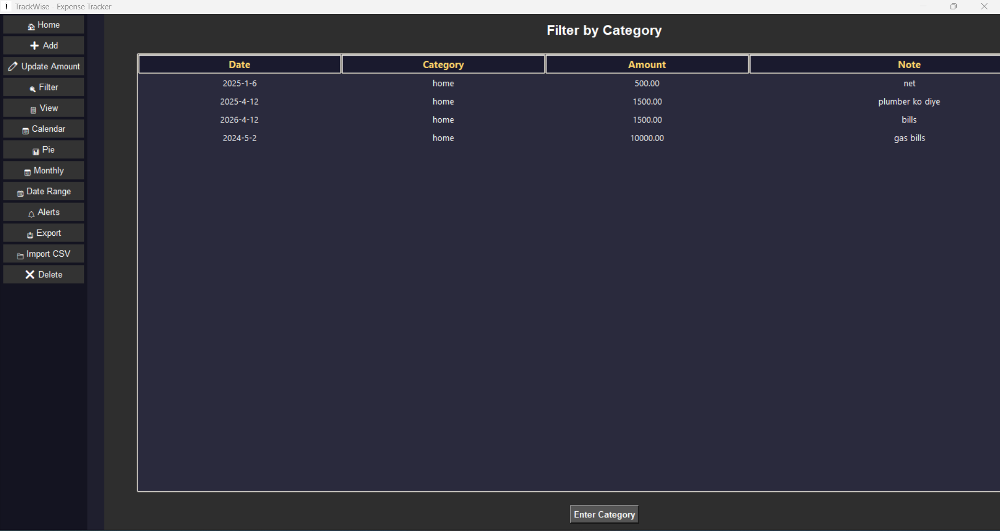 TrackWise - Expense Tracker
Home
Add
Update Amount
Filter
View
Calendar
Pie
Monthly
Date Range
Alerts
Export
Import CSV
Delete
Filter by Category
Date Category Amount Note
2025-1-6 home 500.00 net
2025-4-12 home 1500.00 plumber ko diye
2026-4-12 home 1500.00 bills
2024-5-2 home 10000.00 gas bills
Enter Category